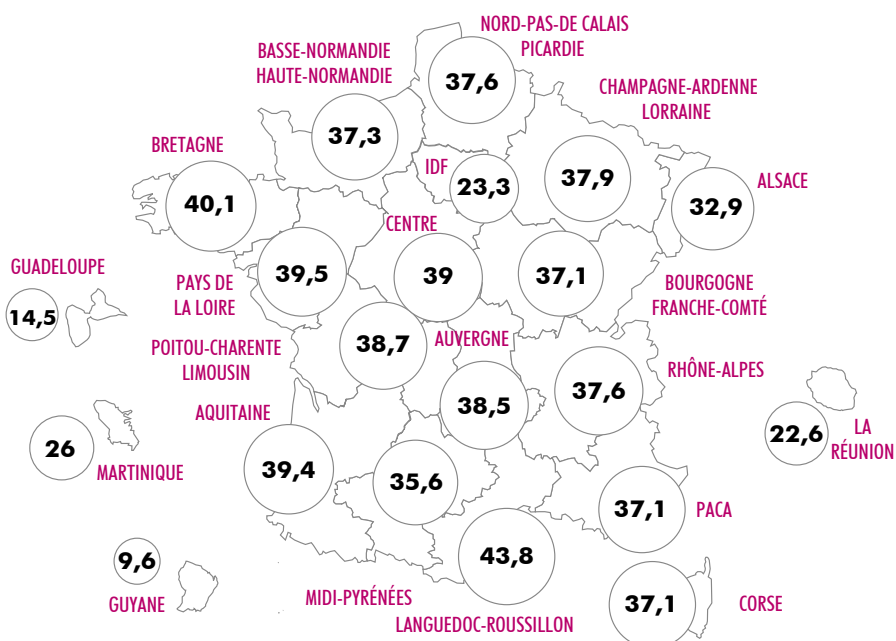 NORD-PAS-DE CALAIS
PICARDIE
37,6
BASSE-NORMANDIE
HAUTE-NORMANDIE
37,3
CHAMPAGNE-ARDENNE
LORRAINE
37,9
BRETAGNE
40,1
IDF
23,3
ALSACE
32,9
CENTRE
39
PAYS DE
LA LOIRE
39,5
37,1
BOURGOGNE
FRANCHE-COMTÉ
GUADELOUPE
14,5
POITOU-CHARENTE
LIMOUSIN
38,7
AUVERGNE
38,5
RHÔNE-ALPES
37,6
AQUITAINE
39,4
LA
RÉUNION
22,6
26
MARTINIQUE
35,6
MIDI-PYRÉNÉES
37,1
PACA
43,8
LANGUEDOC-ROUSSILLON
9,6
GUYANE
37,1
CORSE